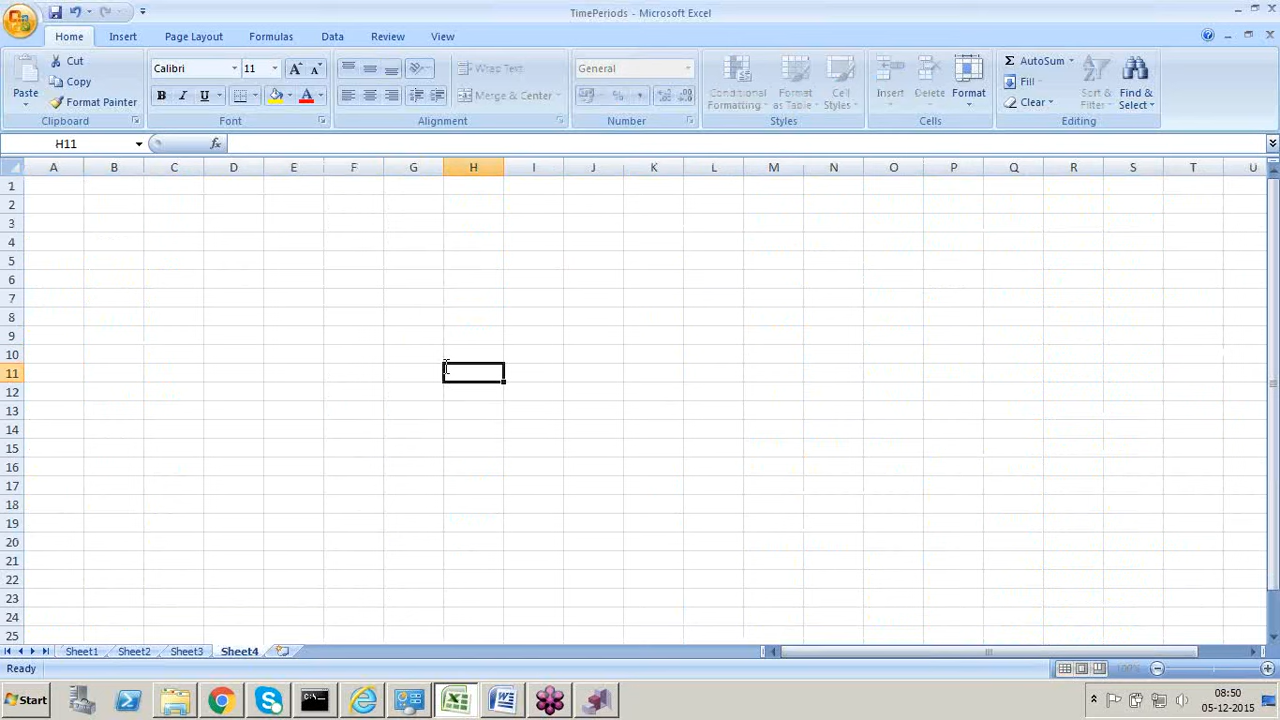 TimePeriods - Microsoft Excel
Home Insert Page Layout Formulas Data Review View
Paste
Cut
Copy
Format Painter
Clipboard
Calibri 11
A A
B I U A
Font
Wrap Text
Merge & Center
Alignment
General
% , .0 .00
Number
Conditional Formatting
Format as Table
Cell Styles
Styles
Insert Delete Format
Cells
Σ AutoSum
Fill
Clear
Sort & Filter
Find & Select
Editing
H11 fx
A B C D E F G H I J K L M N O P Q R S T U
1
2
3
4
5
6
7
8
9
10
11
12
13
14
15
16
17
18
19
20
21
22
23
24
25
Sheet1 Sheet2 Sheet3 Sheet4
Ready 100%
Start
08:50
05-12-2015